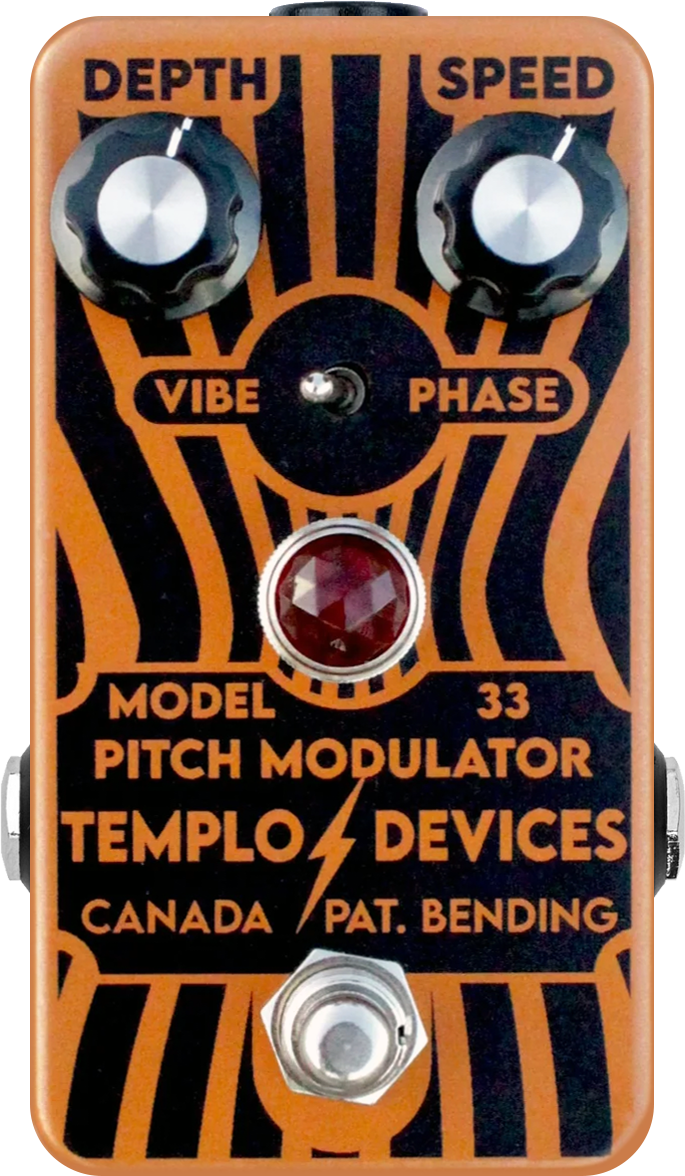 DEPTH SPEED
VIBE PHASE
MODEL 33
PITCH MODULATOR
TEMPLO DEVICES
CANADA PAT. BENDING